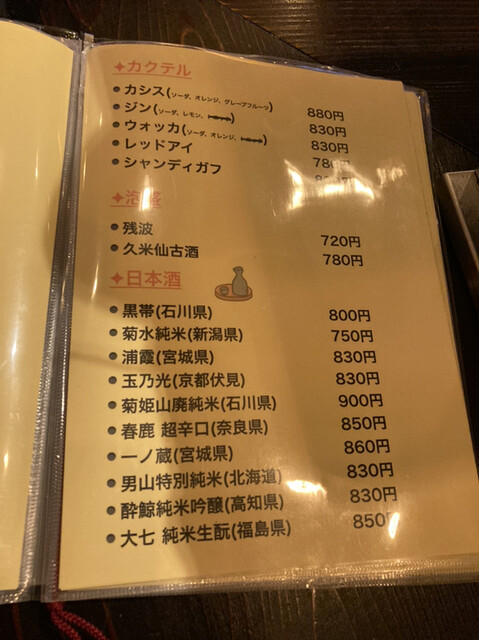 ✦カクテル
●カシス(ソーダ、オレンジ、グレープフルーツ) 880円
●ジン(ソーダ、レモン、) 830円
●ウォッカ(ソーダ、オレンジ、) 830円
●レッドアイ 780円
●シャンディガフ
✦泡盛
●残波 720円
●久米仙古酒 780円
✦日本酒
●黒帯(石川県) 800円
●菊水純米(新潟県) 750円
●浦霞(宮城県) 830円
●玉乃光(京都伏見) 830円
●菊姫山廃純米(石川県) 900円
●春鹿 超辛口(奈良県) 850円
●一ノ蔵(宮城県) 860円
●男山特別純米(北海道) 830円
●酔鯨純米吟醸(高知県) 830円
●大七 純米生酛(福島県) 850円